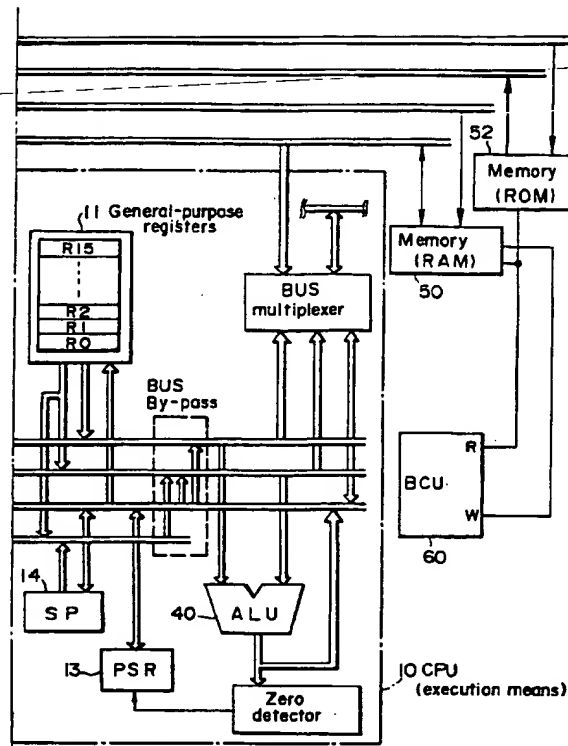 52
Memory
(ROM)
11 General-purpose
registers
R15
R2
R1
R0
BUS
multiplexer
Memory
(RAM)
50
BUS
By-pass
BCU
R
W
60
14
SP
40
ALU
13
PSR
Zero
detector
10 CPU
(execution means)